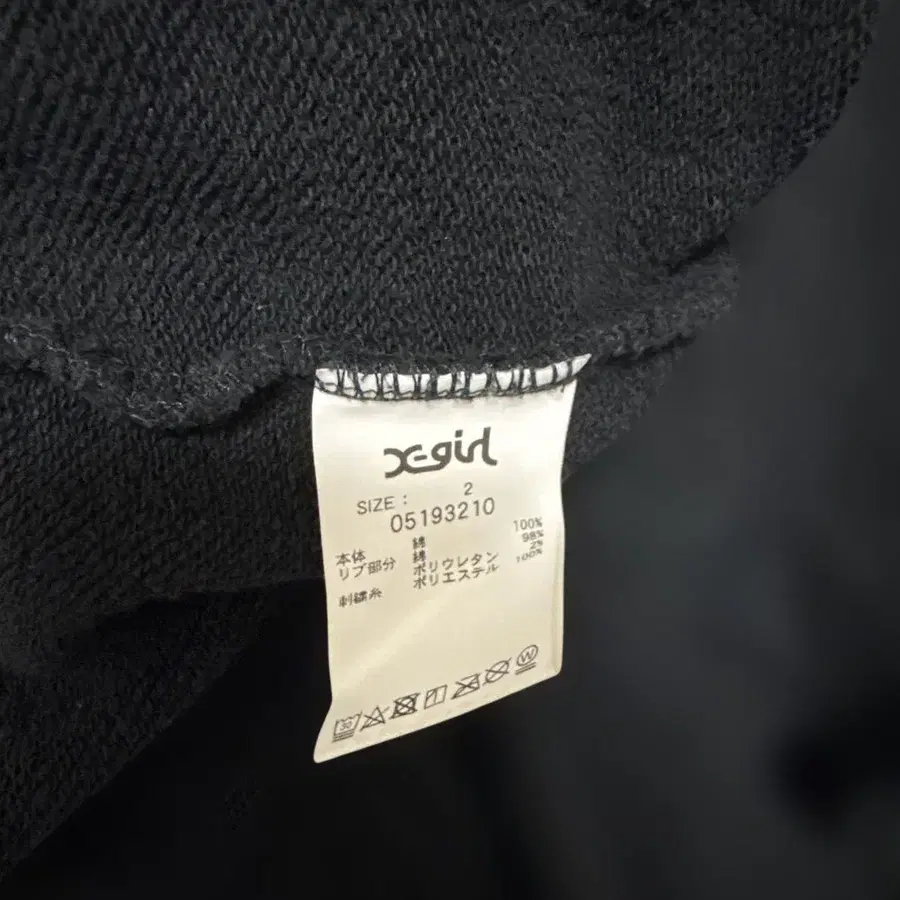 X-girl
SIZE : 2
05193210
本体 綿 100%
リブ部分 綿 98%
ポリウレタン 2%
刺繍糸 ポリエステル 100%
30
W